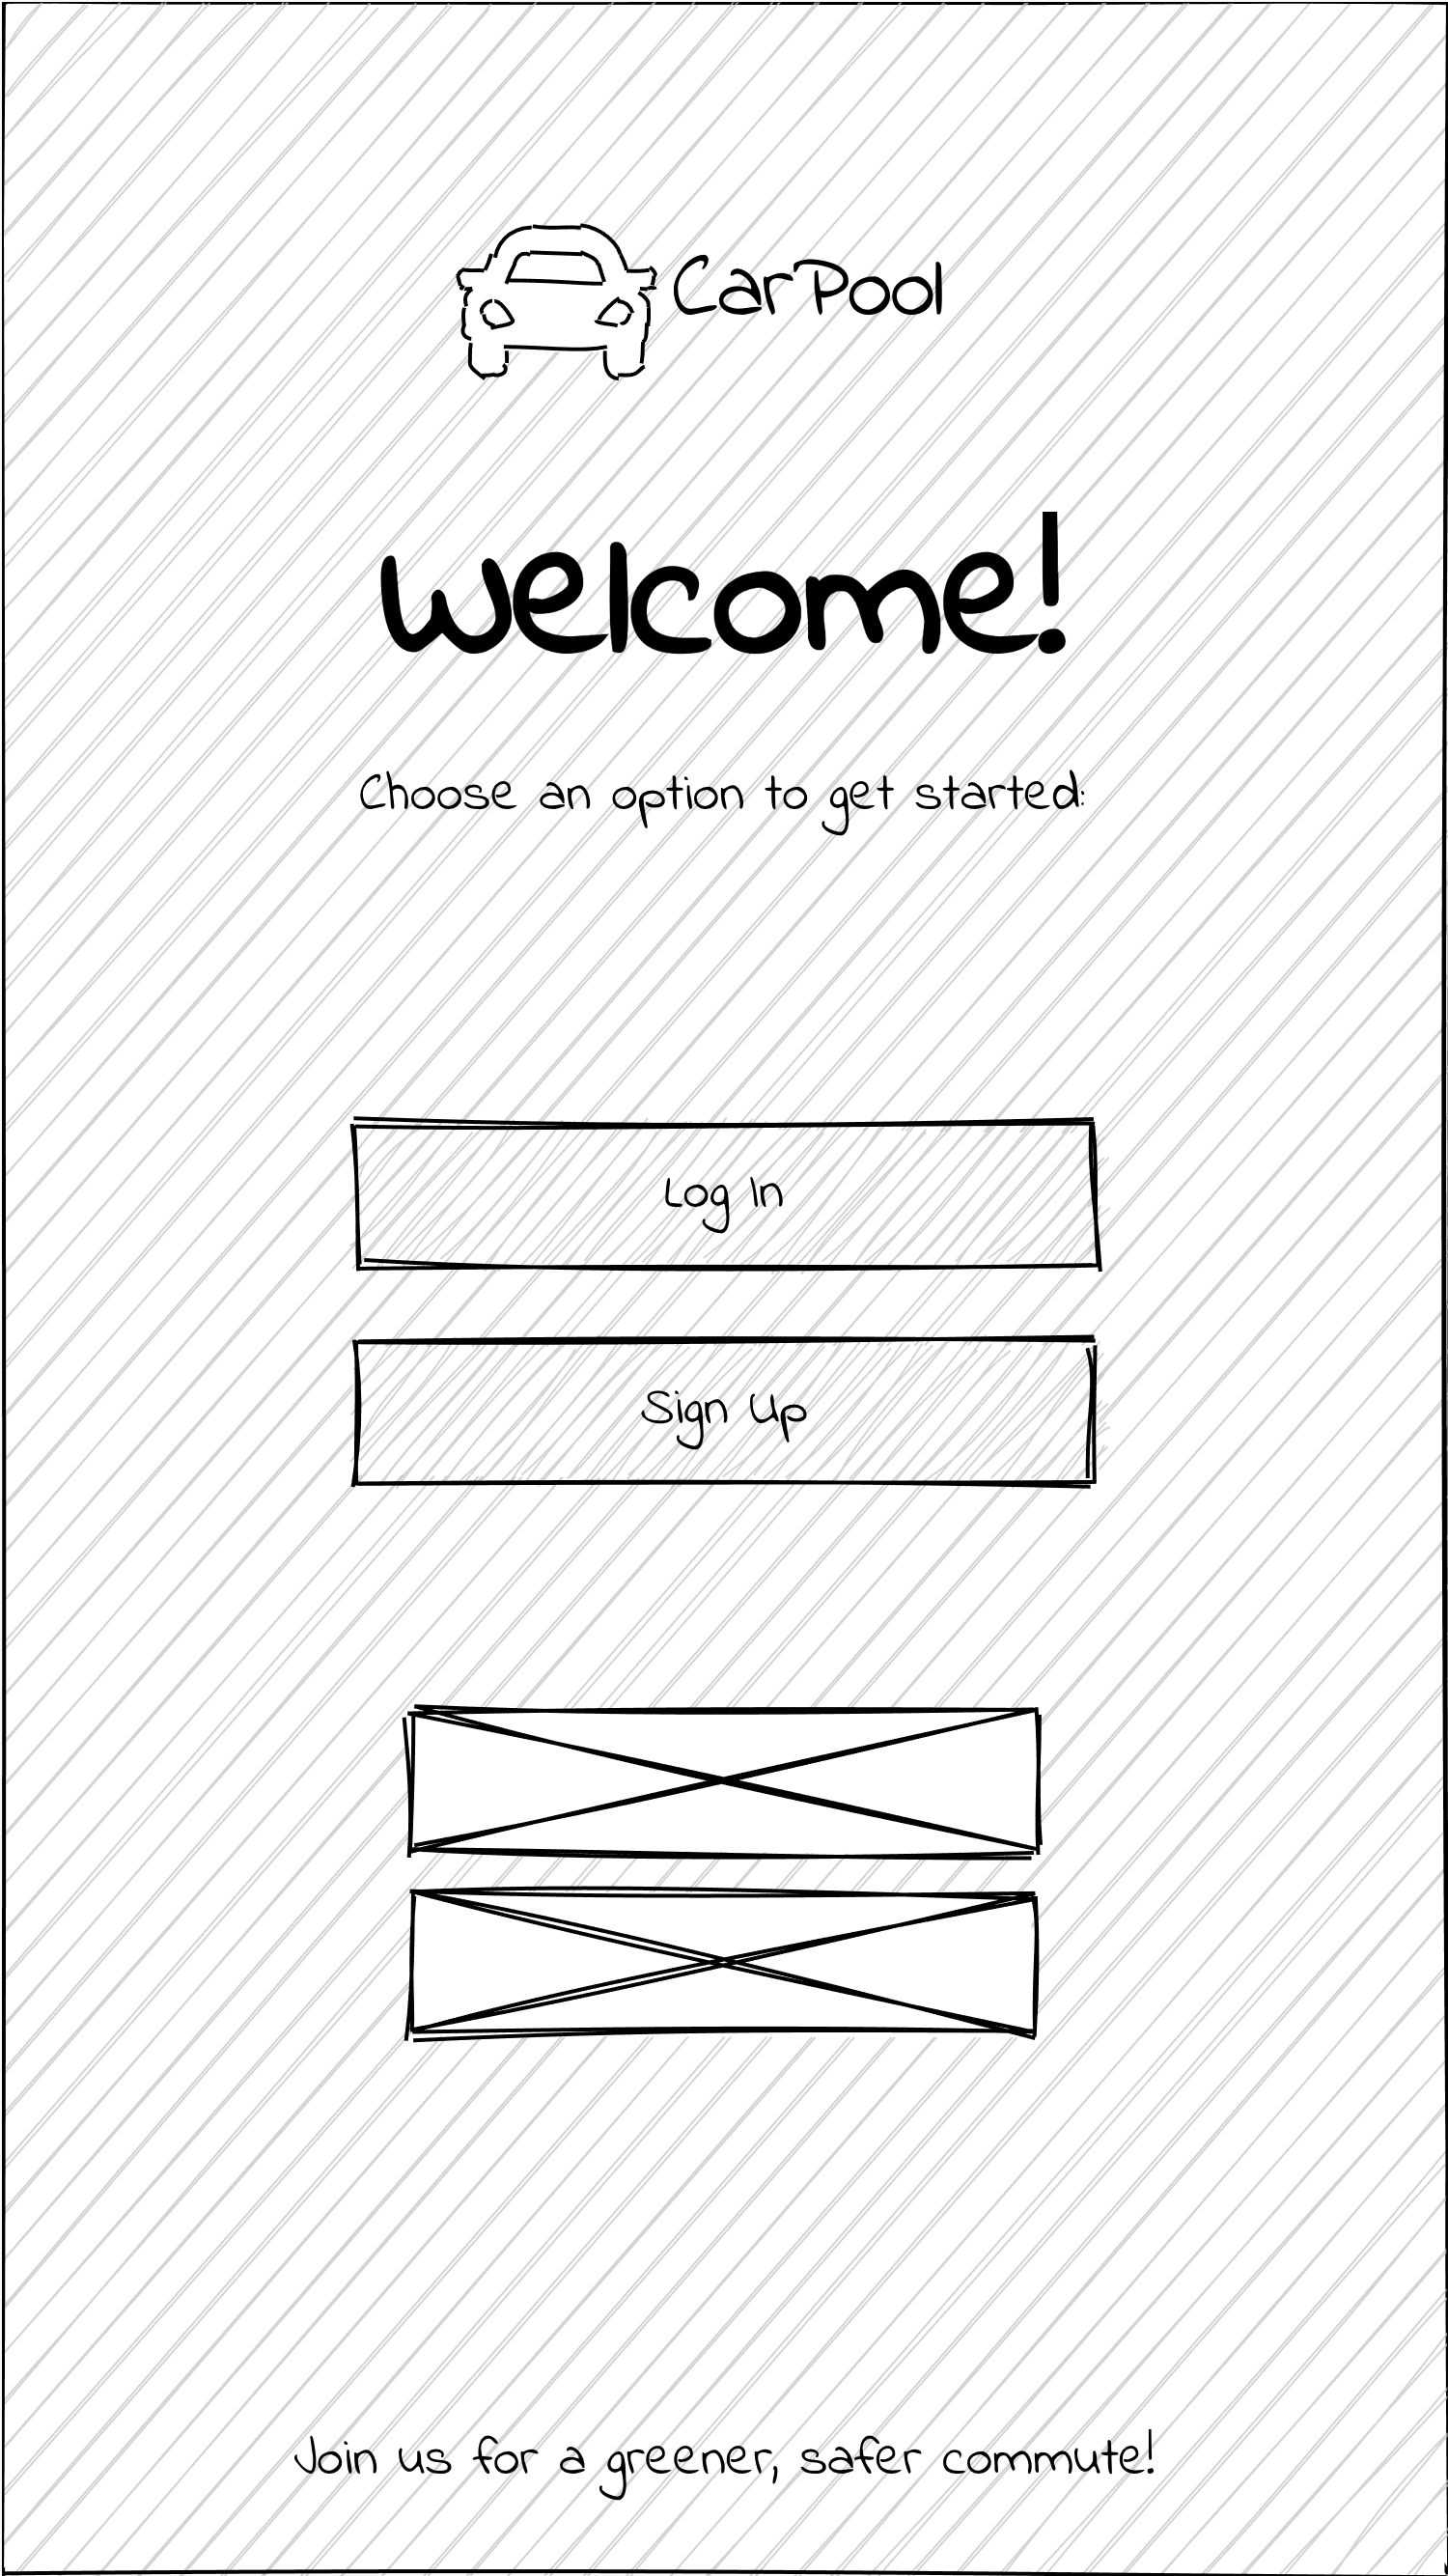 CarPool
Welcome!
Choose an option to get started:
Log In
Sign Up
Join us for a greener, safer commute!